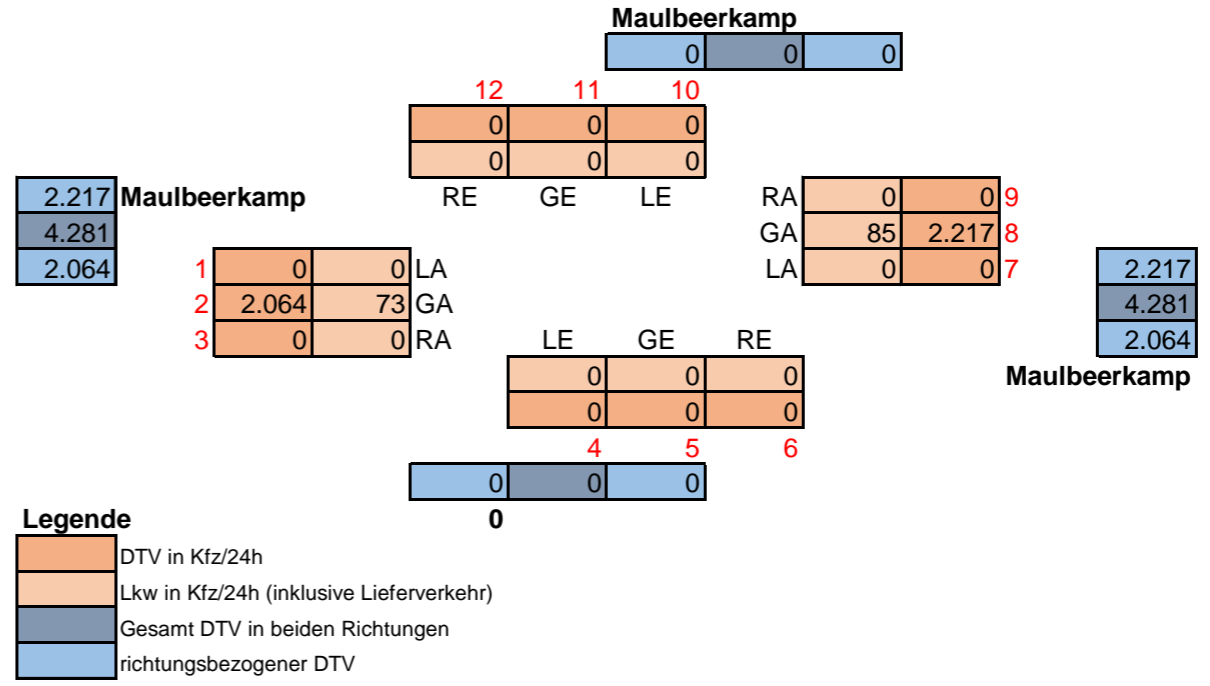 Maulbeerkamp
0 0 0
12 11 10
0 0 0
0 0 0
2.217 Maulbeerkamp RE GE LE RA 0 0 9
4.281 GA 85 2.217 8
2.064 1 0 0 LA LA 0 0 7 2.217
2 2.064 73 GA 4.281
3 0 0 RA LE GE RE 2.064
0 0 0 Maulbeerkamp
0 0 0
4 5 6
0 0 0
Legende 0
DTV in Kfz/24h
Lkw in Kfz/24h (inklusive Lieferverkehr)
Gesamt DTV in beiden Richtungen
richtungsbezogener DTV